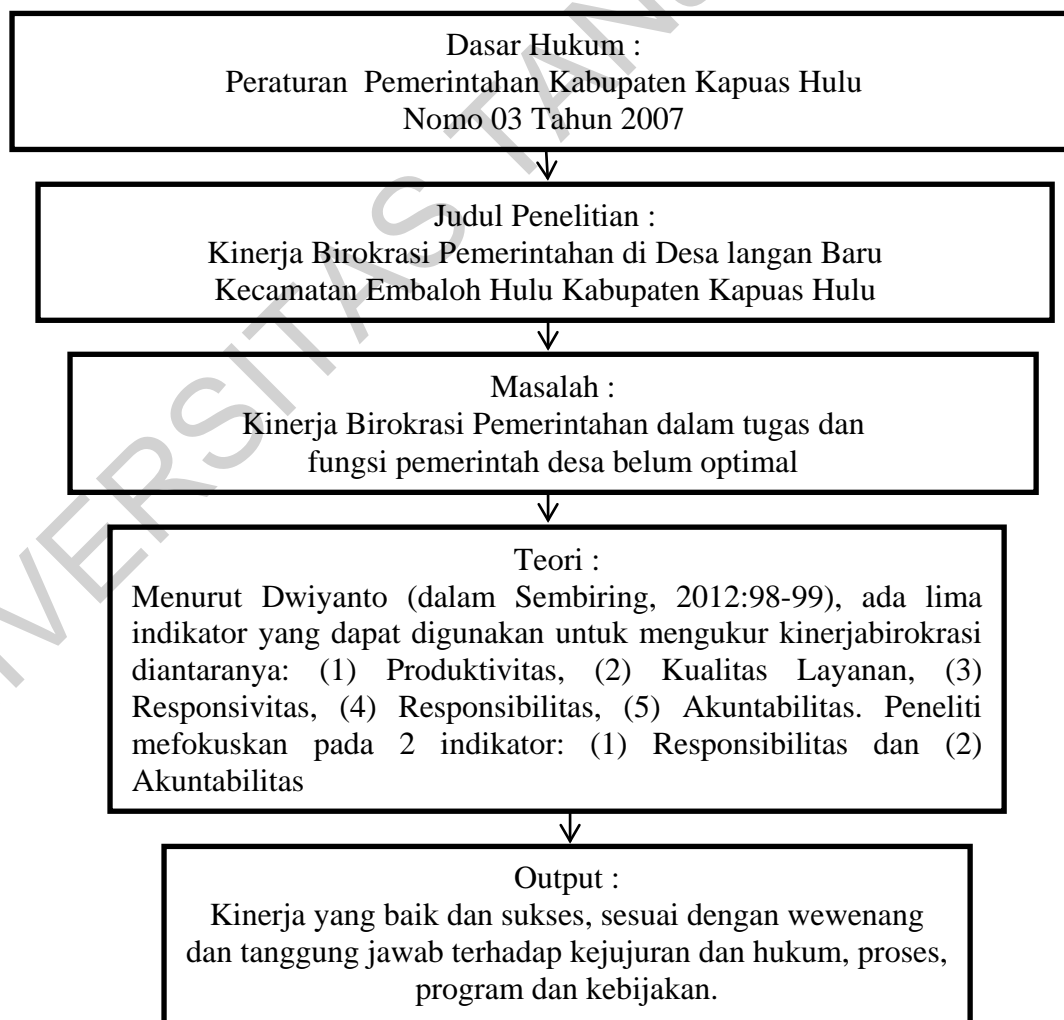 Dasar Hukum :
Peraturan Pemerintahan Kabupaten Kapuas Hulu
Nomo 03 Tahun 2007
Judul Penelitian :
Kinerja Birokrasi Pemerintahan di Desa langan Baru
Kecamatan Embaloh Hulu Kabupaten Kapuas Hulu
Masalah :
Kinerja Birokrasi Pemerintahan dalam tugas dan
fungsi pemerintah desa belum optimal
Teori :
Menurut Dwiyanto (dalam Sembiring, 2012:98-99), ada lima
indikator yang dapat digunakan untuk mengukur kinerjabirokrasi
diantaranya: (1) Produktivitas, (2) Kualitas Layanan, (3)
Responsivitas, (4) Responsibilitas, (5) Akuntabilitas. Peneliti
mefokuskan pada 2 indikator: (1) Responsibilitas dan (2)
Akuntabilitas
Output :
Kinerja yang baik dan sukses, sesuai dengan wewenang
dan tanggung jawab terhadap kejujuran dan hukum, proses,
program dan kebijakan.
VERSITAS TAN